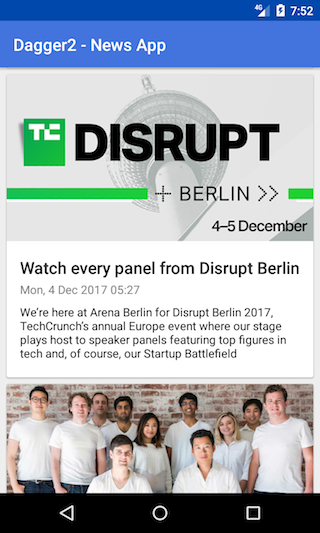 4G 7:52
Dagger2 - News App
TC DISRUPT
BERLIN
4–5 December
Watch every panel from Disrupt Berlin
Mon, 4 Dec 2017 05:27
We're here at Arena Berlin for Disrupt Berlin 2017,
TechCrunch's annual Europe event where our stage
plays host to speaker panels featuring top figures in
tech and, of course, our Startup Battlefield